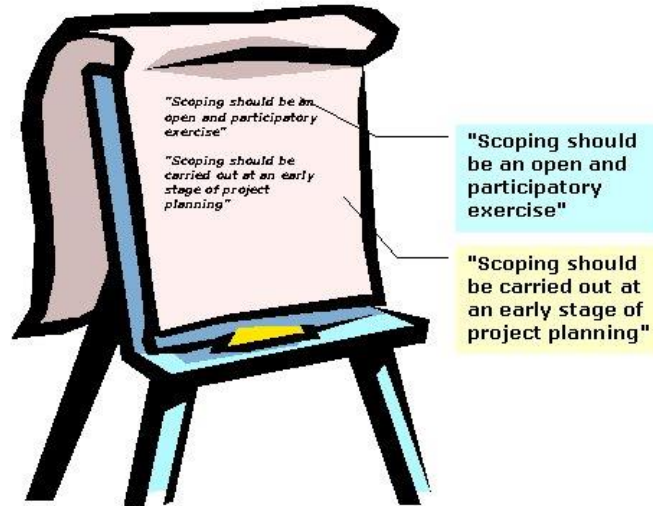 "Scoping should be an
open and participatory
exercise"
"Scoping should be
carried out at an early
stage of project
planning"
"Scoping should
be an open and
participatory
exercise"
"Scoping should
be carried out at
an early stage of
project planning"